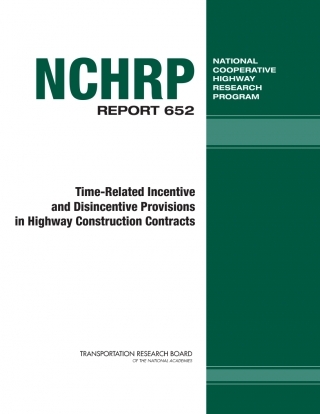 NCHRP
REPORT 652
NATIONAL
COOPERATIVE
HIGHWAY
RESEARCH
PROGRAM
Time-Related Incentive
and Disincentive Provisions
in Highway Construction Contracts
TRANSPORTATION RESEARCH BOARD
OF THE NATIONAL ACADEMIES